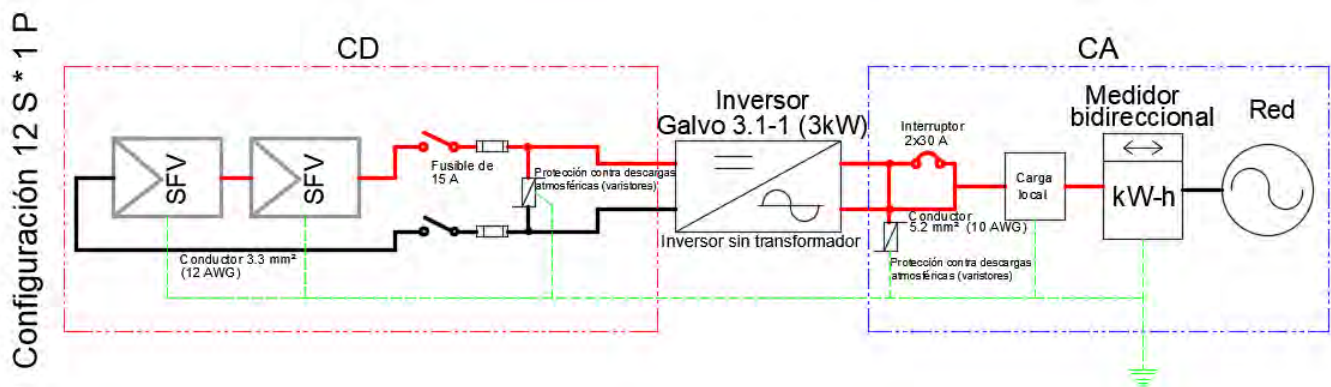 Configuración 12 S * 1 P
CD
SFV
SFV
Fusible de
15 A
Protección contra descargas
atmosféricas (varistores)
Conductor 3.3 mm²
(12 AWG)
Inversor
Galvo 3.1-1 (3kW)
Inversor sin transformador
CA
Interruptor
2x30 A
Conductor
5.2 mm² (10 AWG)
Protección contra descargas
atmosféricas (varistores)
Carga
local
Medidor
bidireccional
kW-h
Red